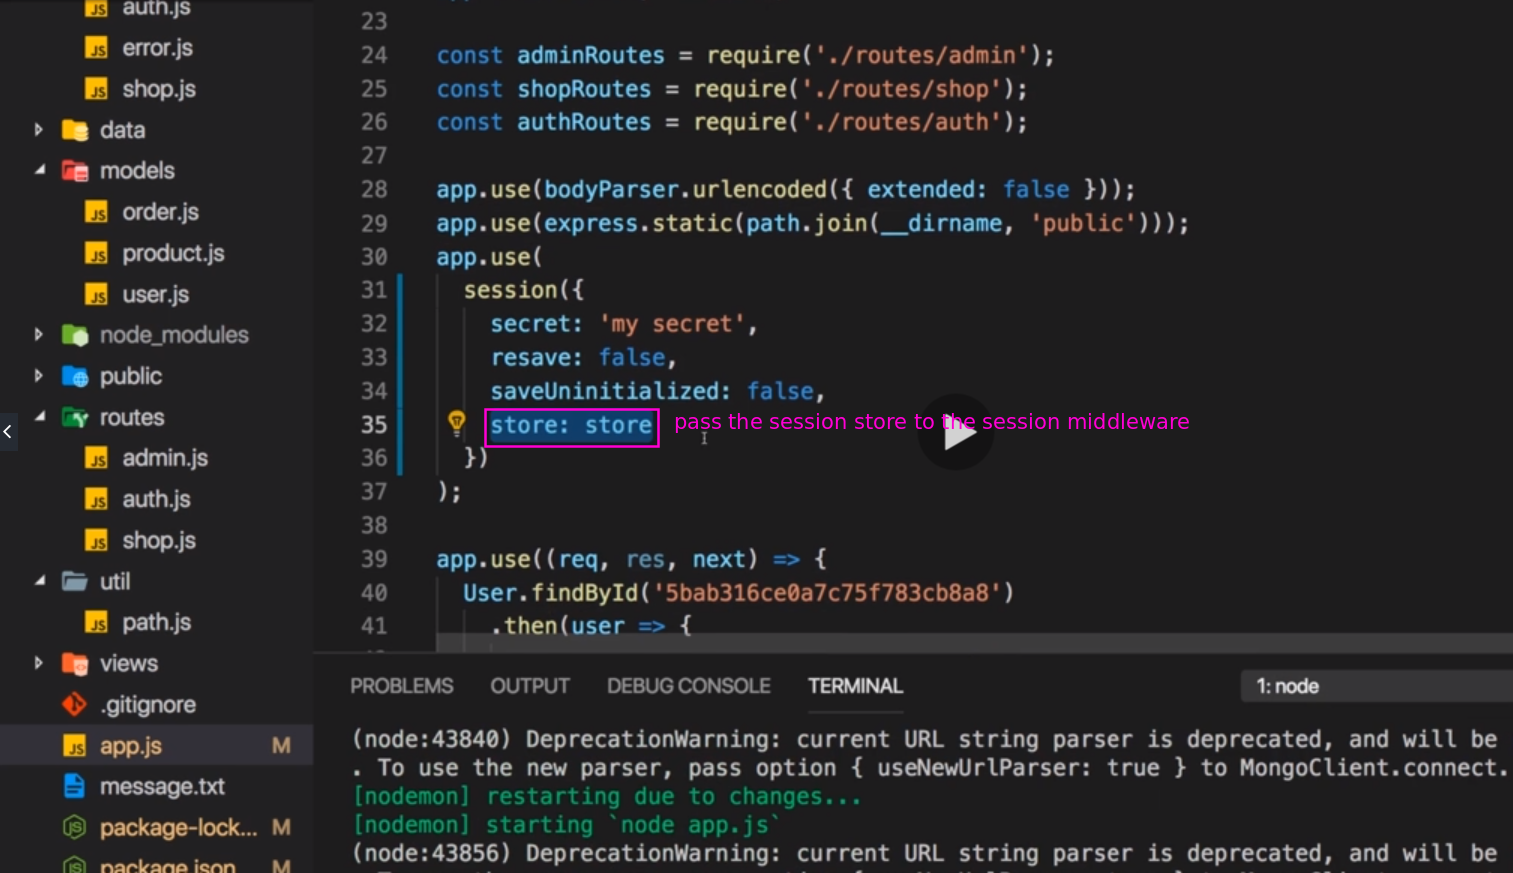 auth.js
error.js
shop.js
data
models
order.js
product.js
user.js
node_modules
public
routes
admin.js
auth.js
shop.js
util
path.js
views
.gitignore
app.js M
message.txt
package-lock... M
package.json M
23
24 const adminRoutes = require('./routes/admin');
25 const shopRoutes = require('./routes/shop');
26 const authRoutes = require('./routes/auth');
27
28 app.use(bodyParser.urlencoded({ extended: false }));
29 app.use(express.static(path.join(__dirname, 'public')));
30 app.use(
31 session({
32 secret: 'my secret',
33 resave: false,
34 saveUninitialized: false,
35 store: store pass the session store to the session middleware
36 })
37 );
38
39 app.use((req, res, next) => {
40 User.findById('5bab316ce0a7c75f783cb8a8')
41 .then(user => {
PROBLEMS OUTPUT DEBUG CONSOLE TERMINAL 1: node
(node:43840) DeprecationWarning: current URL string parser is deprecated, and will be
. To use the new parser, pass option { useNewUrlParser: true } to MongoClient.connect.
[nodemon] restarting due to changes...
[nodemon] starting `node app.js`
(node:43856) DeprecationWarning: current URL string parser is deprecated, and will be